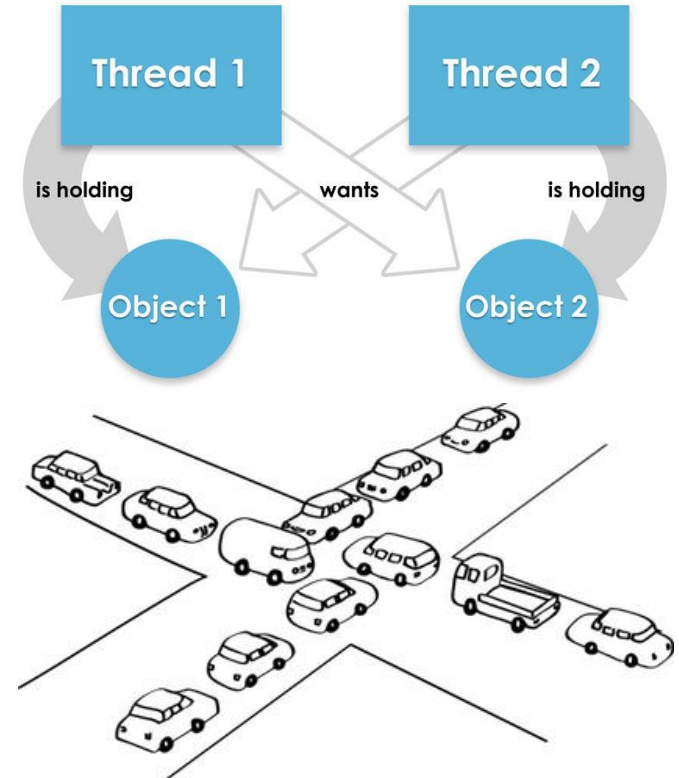 Thread 1
Thread 2
is holding
wants
is holding
Object 1
Object 2